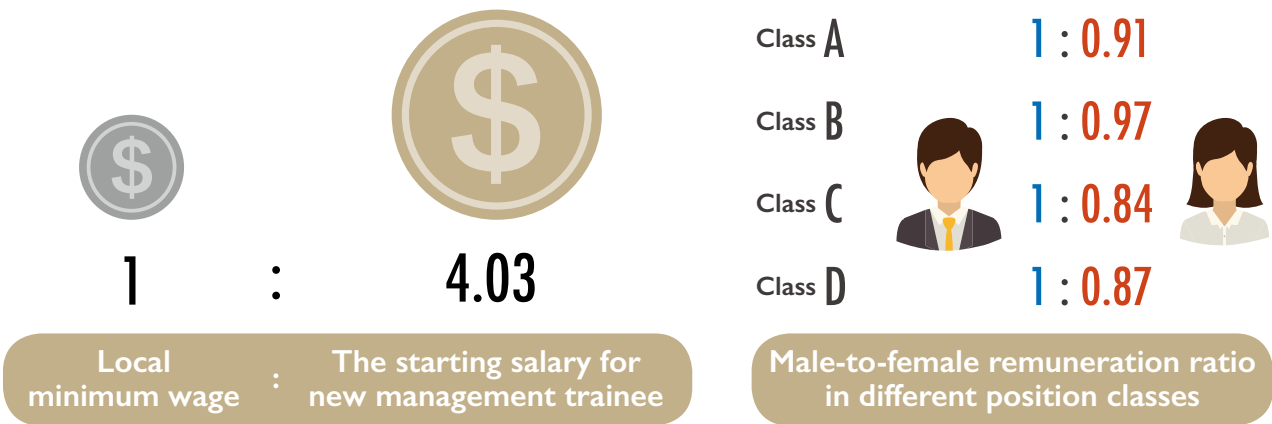 $
$
1 : 4.03
Local minimum wage : The starting salary for new management trainee
Class A 1 : 0.91
Class B 1 : 0.97
Class C 1 : 0.84
Class D 1 : 0.87
Male-to-female remuneration ratio
in different position classes